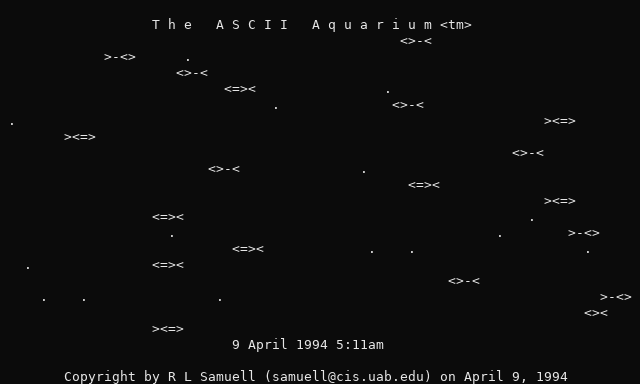 T h e   A S C I I   A q u a r i u m <tm>
<>-<
>-<>      .
<>-<
<=><                .
.              <>-<
.                                                                  ><=>
><=>
<>-<
<>-<               .
<=><
><=>
<=><                                           .
.                                        .        >-<>
<=><             .    .                     .
.               <=><
<>-<
.    .                .                                               >-<>
<><
><=>
9 April 1994 5:11am
Copyright by R L Samuell (samuell@cis.uab.edu) on April 9, 1994